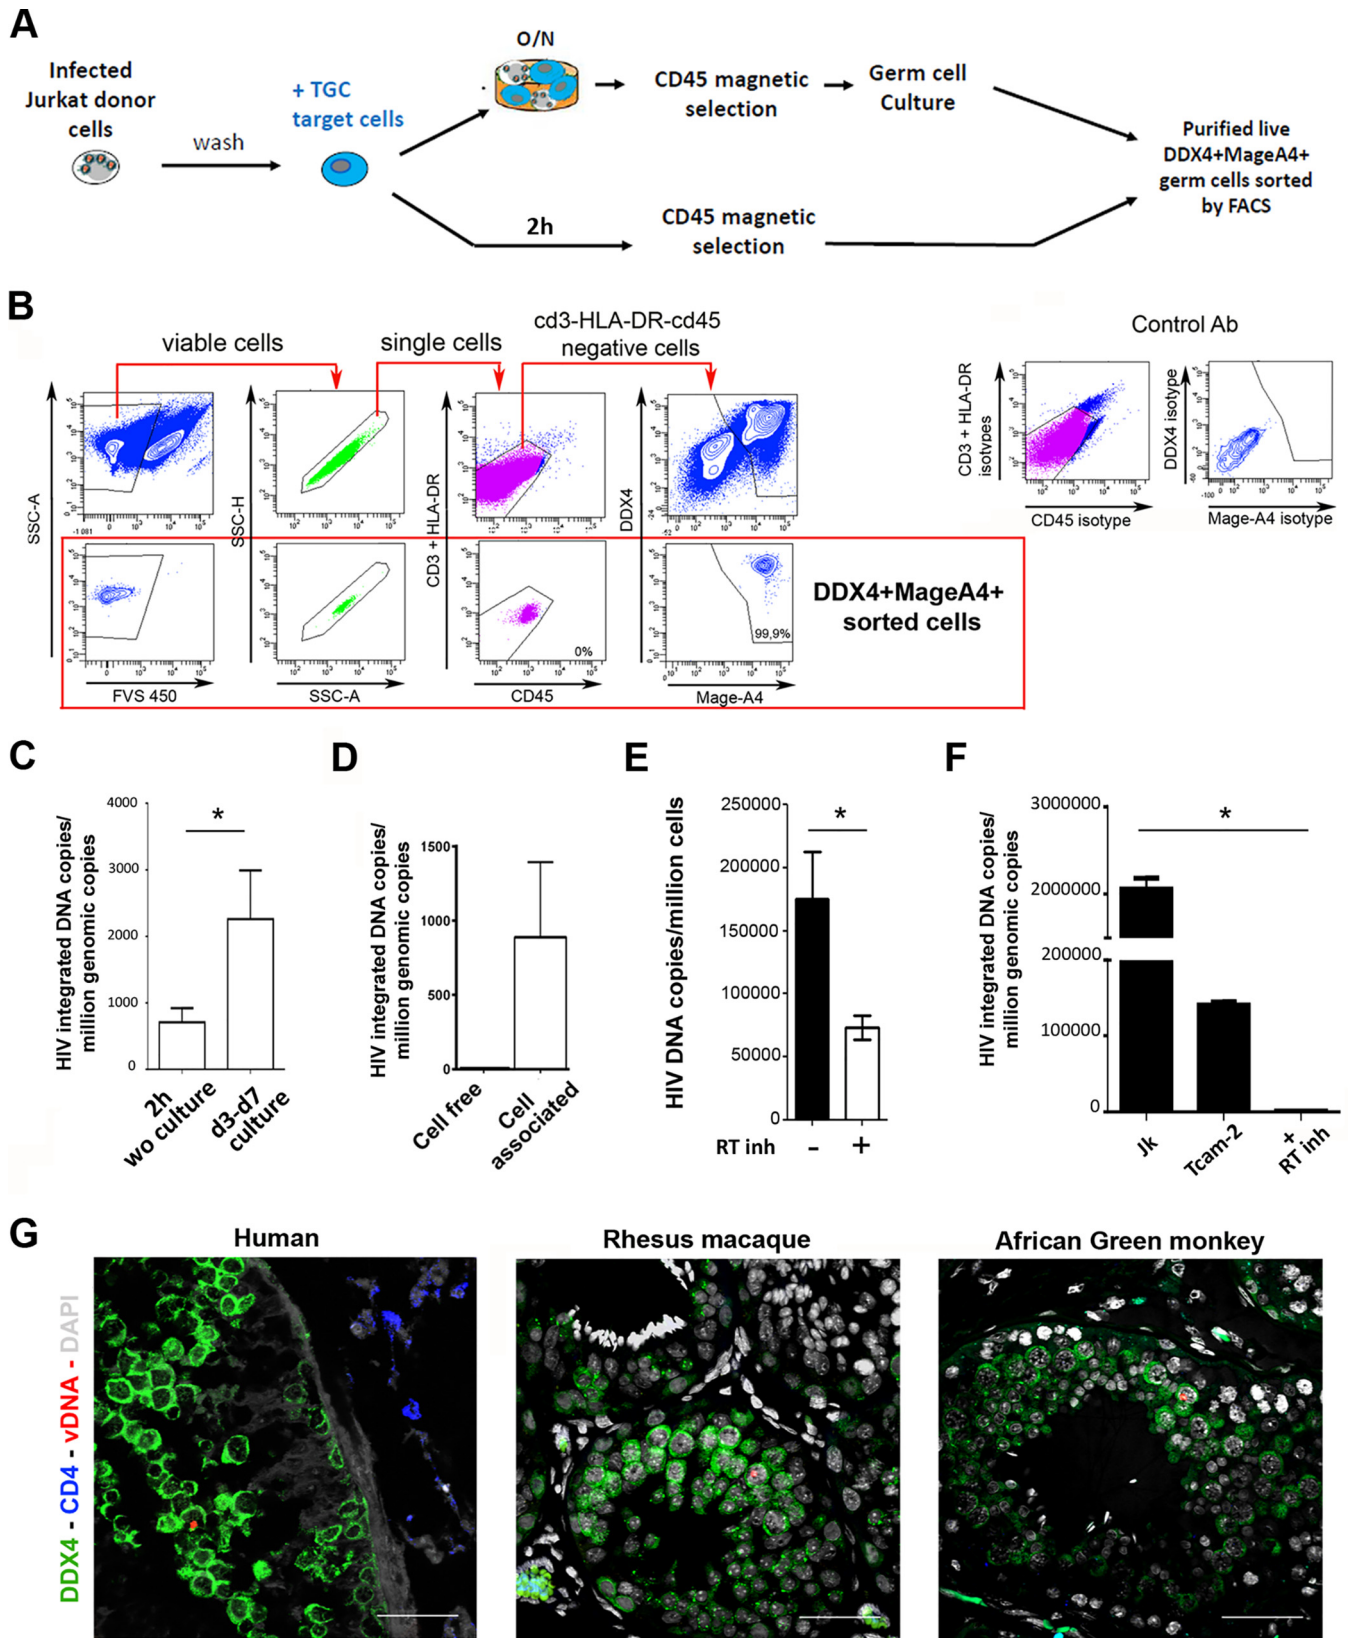 A
Infected
Jurkat donor
cells
wash
+ TGC
target cells
O/N
CD45 magnetic
selection
Germ cell
Culture
2h
CD45 magnetic
selection
Purified live
DDX4+MageA4+
germ cells sorted
by FACS
B
viable cells
single cells
cd3-HLA-DR-cd45
negative cells
Control Ab
SSC-A
SSC-H
CD3 + HLA-DR
DDX4
CD3 + HLA-DR
isotypes
CD45 isotype
DDX4 isotype
Mage-A4 isotype
0%
99,9%
DDX4+MageA4+
sorted cells
FVS 450
SSC-A
CD45
Mage-A4
C
HIV integrated DNA copies/
million genomic copies
4000
3000
2000
1000
0
*
2h
wo culture
d3-d7
culture
D
HIV integrated DNA copies/
million genomic copies
1500
1000
500
0
Cell free
Cell
associated
E
HIV DNA copies/million cells
250000
200000
150000
100000
50000
0
*
RT inh - +
F
HIV integrated DNA copies/
million genomic copies
3000000
2000000
200000
100000
0
*
Jk
Tcam-2
+
RT inh
G
DDX4 - CD4 - vDNA - DAPI
Human
Rhesus macaque
African Green monkey